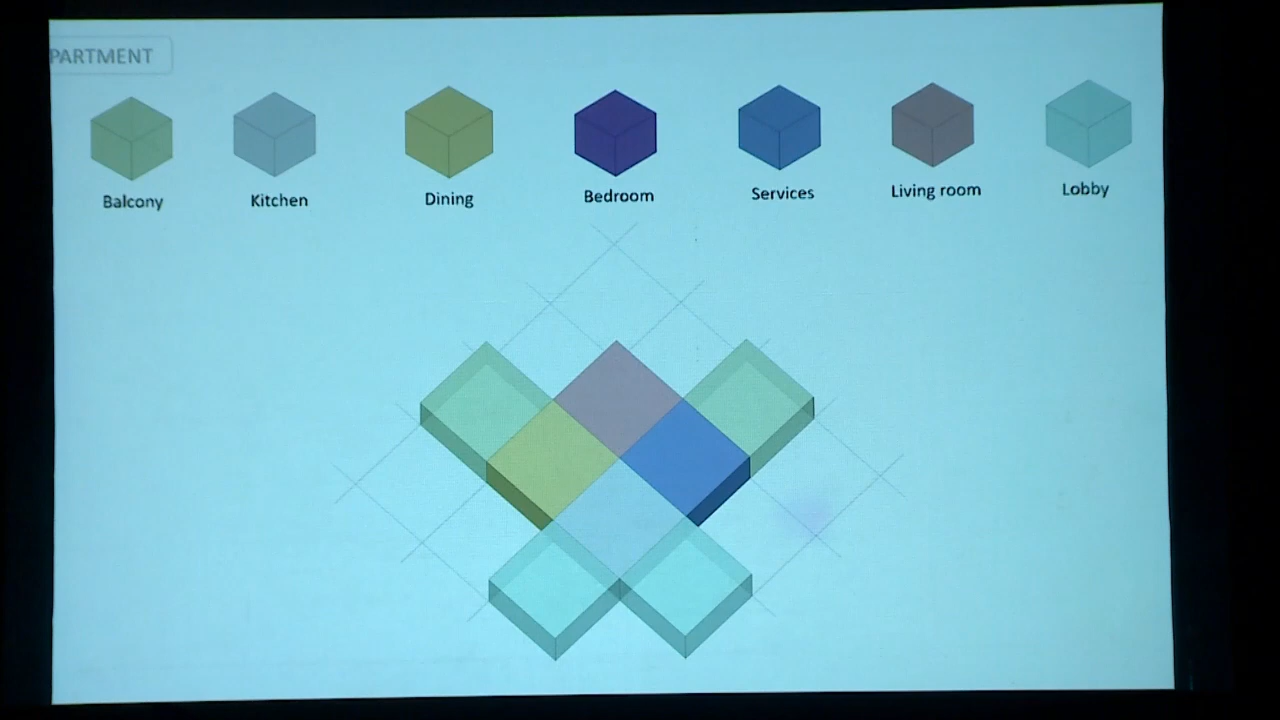 PARTMENT
Balcony
Kitchen
Dining
Bedroom
Services
Living room
Lobby